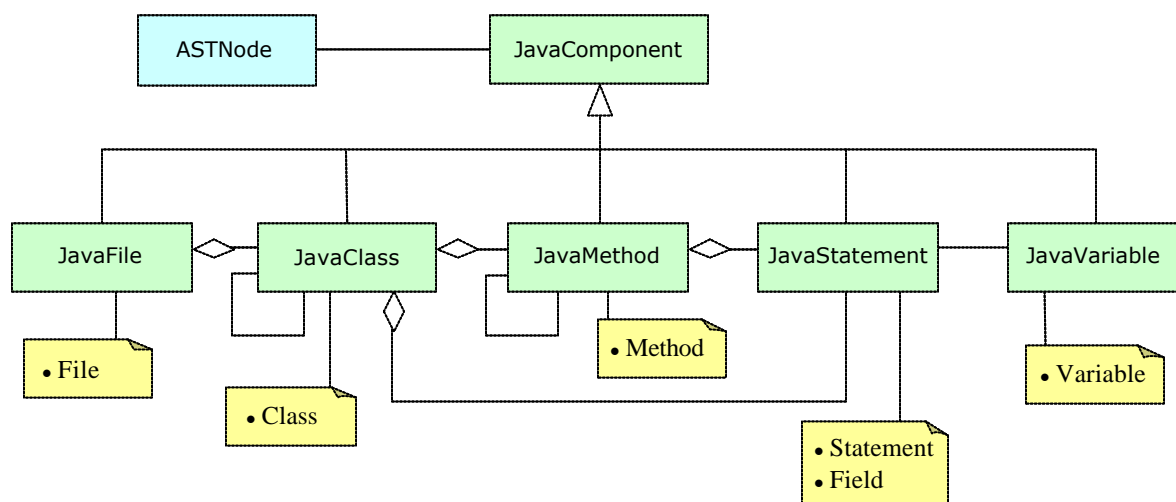 ASTNode
JavaComponent
JavaFile
JavaClass
JavaMethod
JavaStatement
JavaVariable
• File
• Class
• Method
• Statement
• Field
• Variable